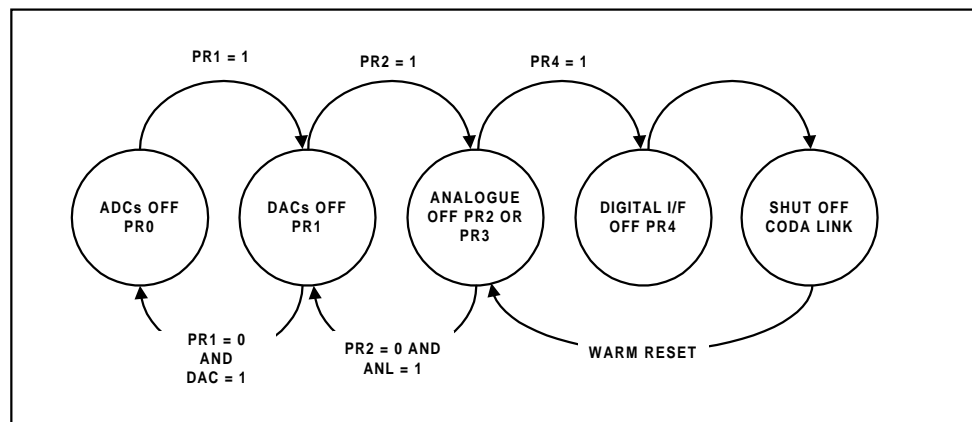 PR1 = 1
PR2 = 1
PR4 = 1
ADCs OFF
PR0
DACs OFF
PR1
ANALOGUE
OFF PR2 OR
PR3
DIGITAL I/F
OFF PR4
SHUT OFF
CODA LINK
PR1 = 0
AND
DAC = 1
PR2 = 0 AND
ANL = 1
WARM RESET